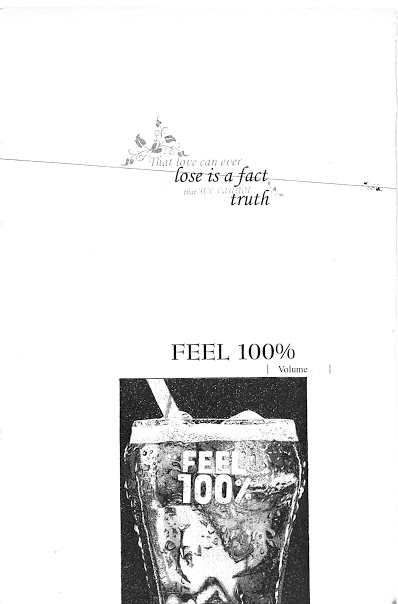 That love can ever
lose is a fact
that we cannot
truth
FEEL 100%
| Volume |
FEEL
100%